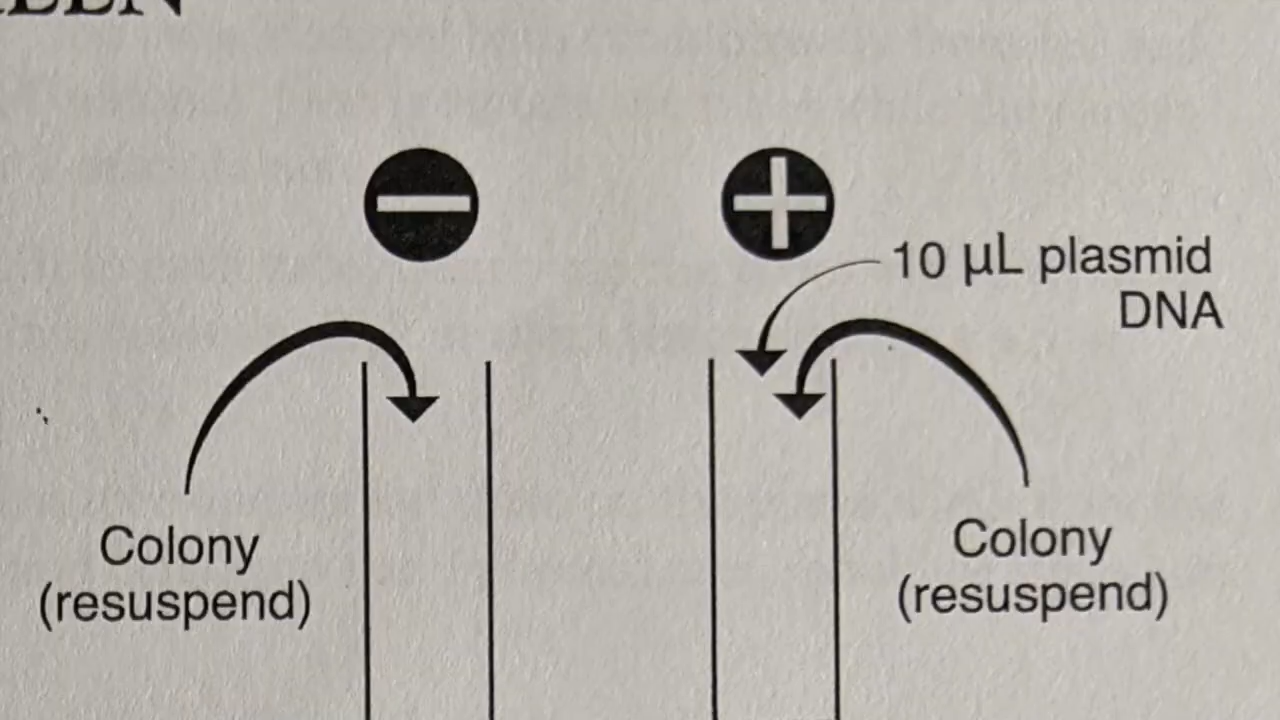 10 μL plasmid
DNA
Colony
(resuspend)
Colony
(resuspend)